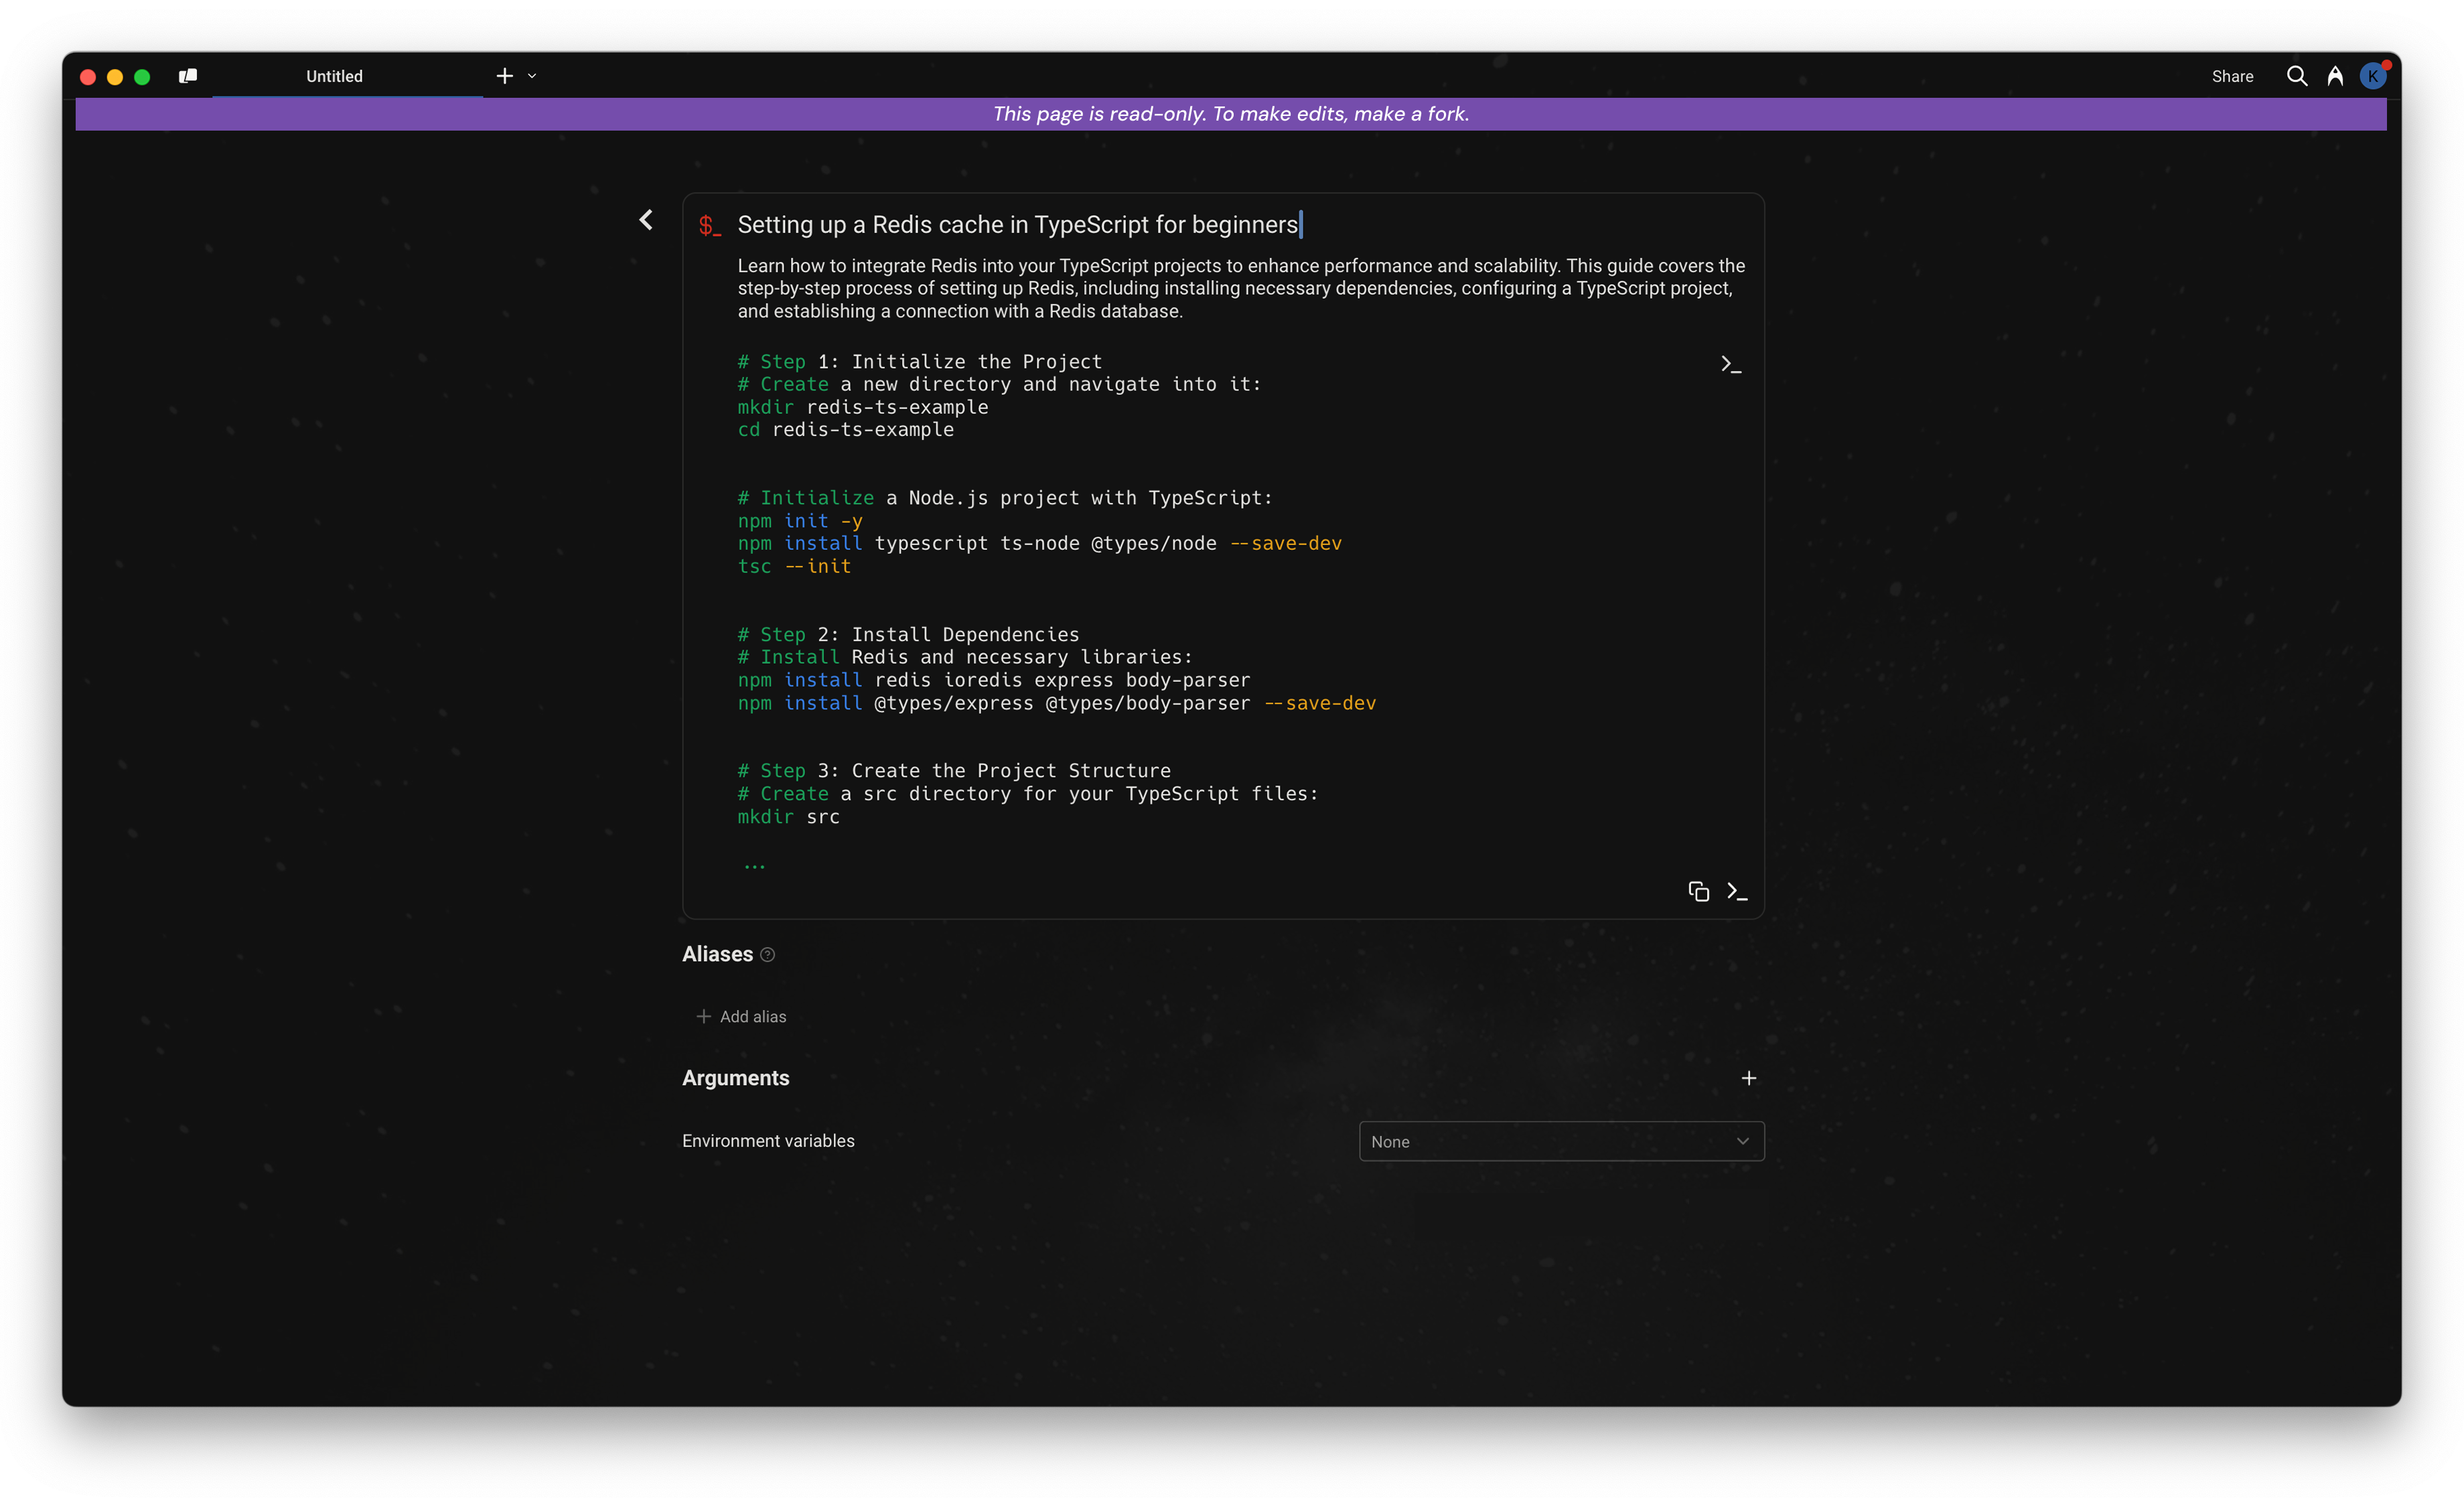 Untitled
Share
K
This page is read-only. To make edits, make a fork.
$_ Setting up a Redis cache in TypeScript for beginners
Learn how to integrate Redis into your TypeScript projects to enhance performance and scalability. This guide covers the
step-by-step process of setting up Redis, including installing necessary dependencies, configuring a TypeScript project,
and establishing a connection with a Redis database.
# Step 1: Initialize the Project
# Create a new directory and navigate into it:
mkdir redis-ts-example
cd redis-ts-example
# Initialize a Node.js project with TypeScript:
npm init -y
npm install typescript ts-node @types/node --save-dev
tsc --init
# Step 2: Install Dependencies
# Install Redis and necessary libraries:
npm install redis ioredis express body-parser
npm install @types/express @types/body-parser --save-dev
# Step 3: Create the Project Structure
# Create a src directory for your TypeScript files:
mkdir src
...
Aliases ?
+ Add alias
Arguments
Environment variables
None